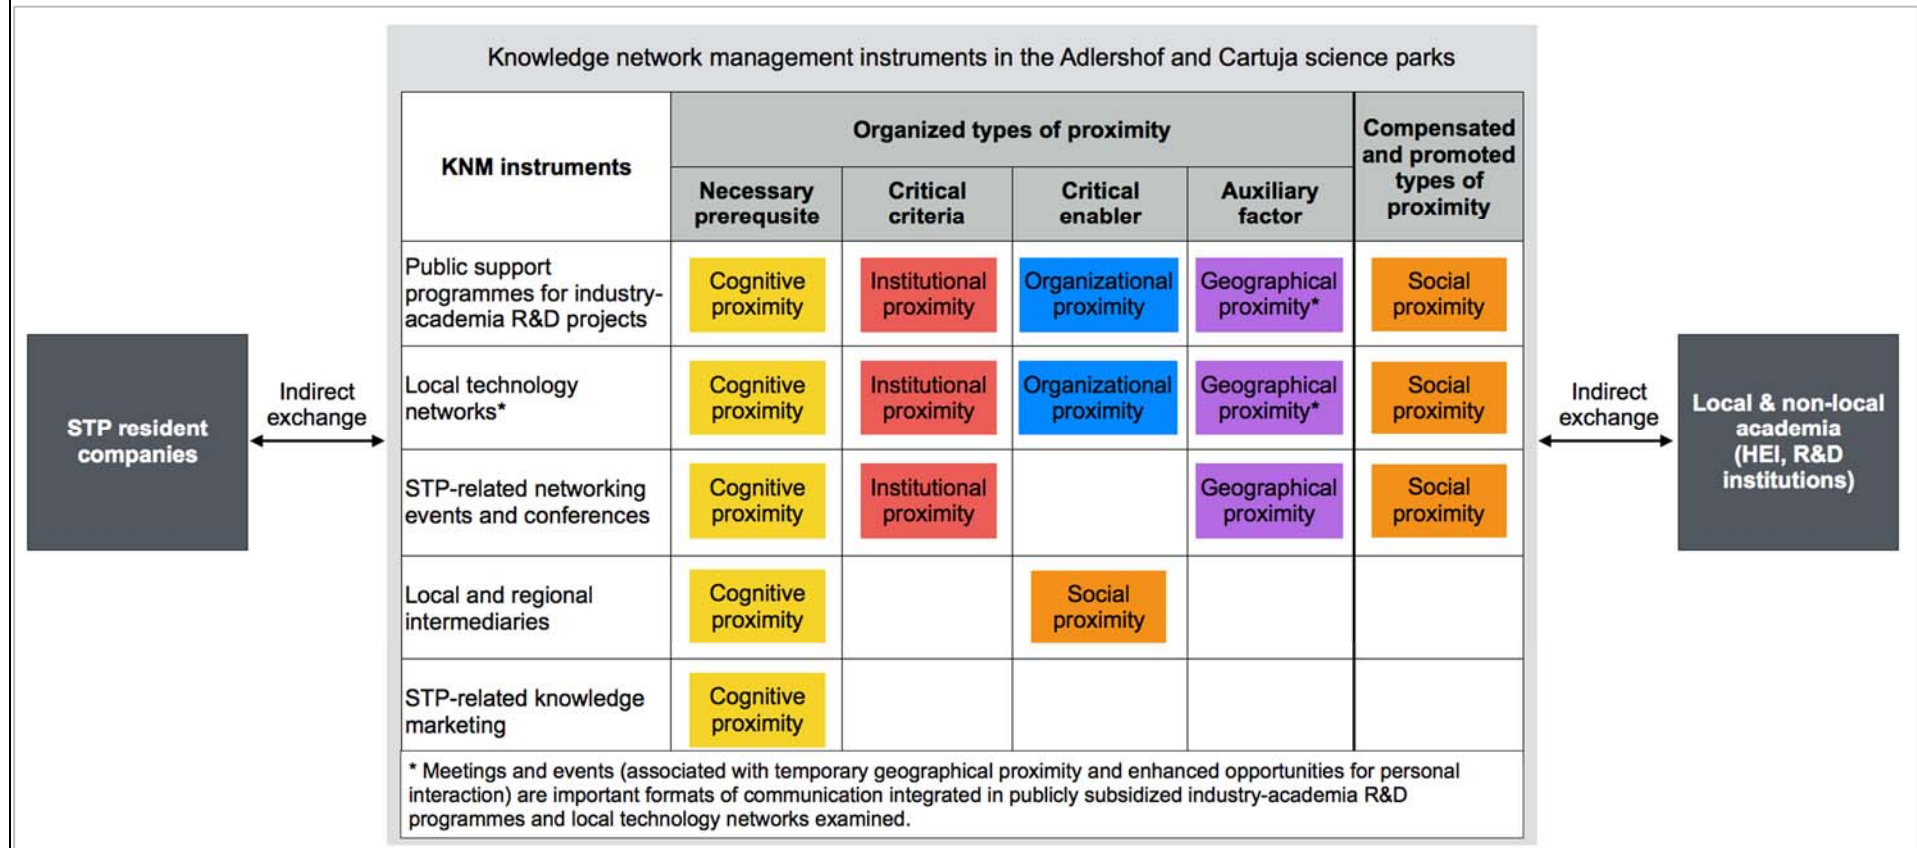 Knowledge network management instruments in the Adlershof and Cartuja science parks
KNM instruments
Organized types of proximity
Compensated
and promoted
types of
proximity
Necessary
prerequsite
Critical
criteria
Critical
enabler
Auxiliary
factor
Public support
programmes for industry-
academia R&D projects
Cognitive
proximity
Institutional
proximity
Organizational
proximity
Geographical
proximity*
Social
proximity
Local technology
networks*
Cognitive
proximity
Institutional
proximity
Organizational
proximity
Geographical
proximity*
Social
proximity
STP-related networking
events and conferences
Cognitive
proximity
Institutional
proximity
Geographical
proximity
Social
proximity
Local and regional
intermediaries
Cognitive
proximity
Social
proximity
STP-related knowledge
marketing
Cognitive
proximity
* Meetings and events (associated with temporary geographical proximity and enhanced opportunities for personal
interaction) are important formats of communication integrated in publicly subsidized industry-academia R&D
programmes and local technology networks examined.
STP resident
companies
Indirect
exchange
Indirect
exchange
Local & non-local
academia
(HEI, R&D
institutions)